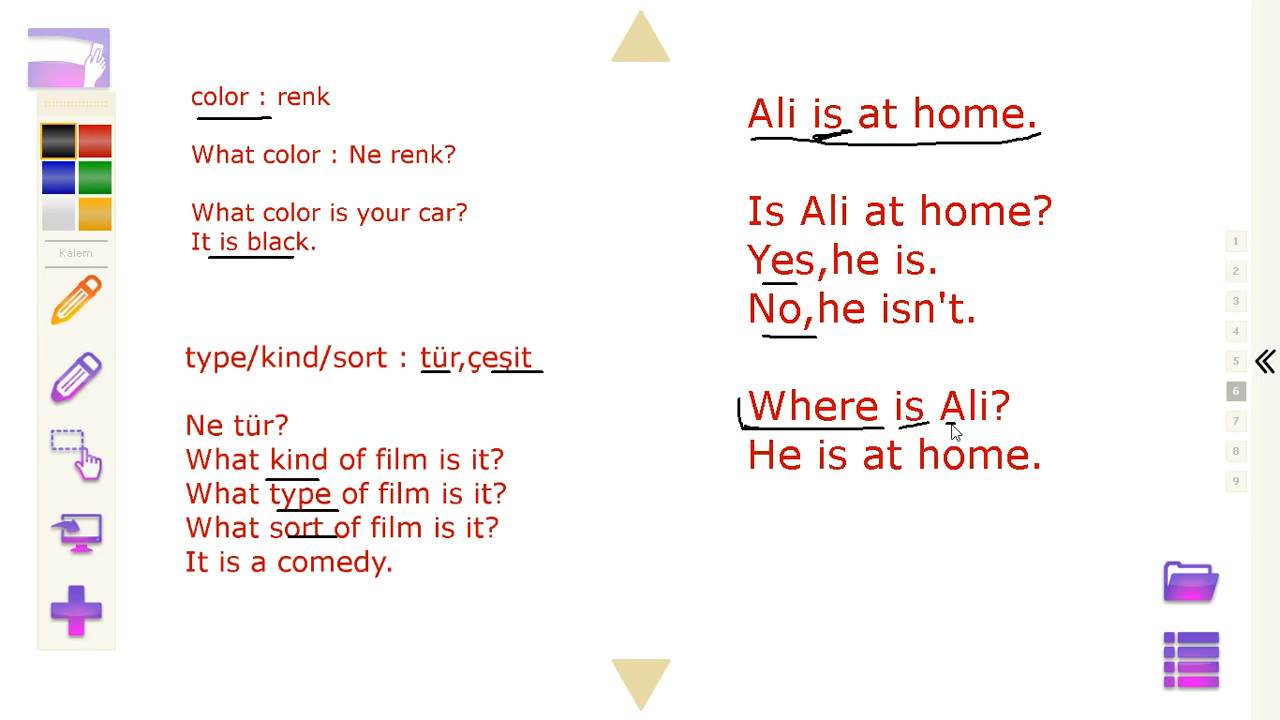 color : renk
What color : Ne renk?
What color is your car?
It is black.
type/kind/sort : tür,çeşit
Ne tür?
What kind of film is it?
What type of film is it?
What sort of film is it?
It is a comedy.
Ali is at home.
Is Ali at home?
Yes,he is.
No,he isn't.
Where is Ali?
He is at home.
Kalem
1
2
3
4
5
6
7
8
9